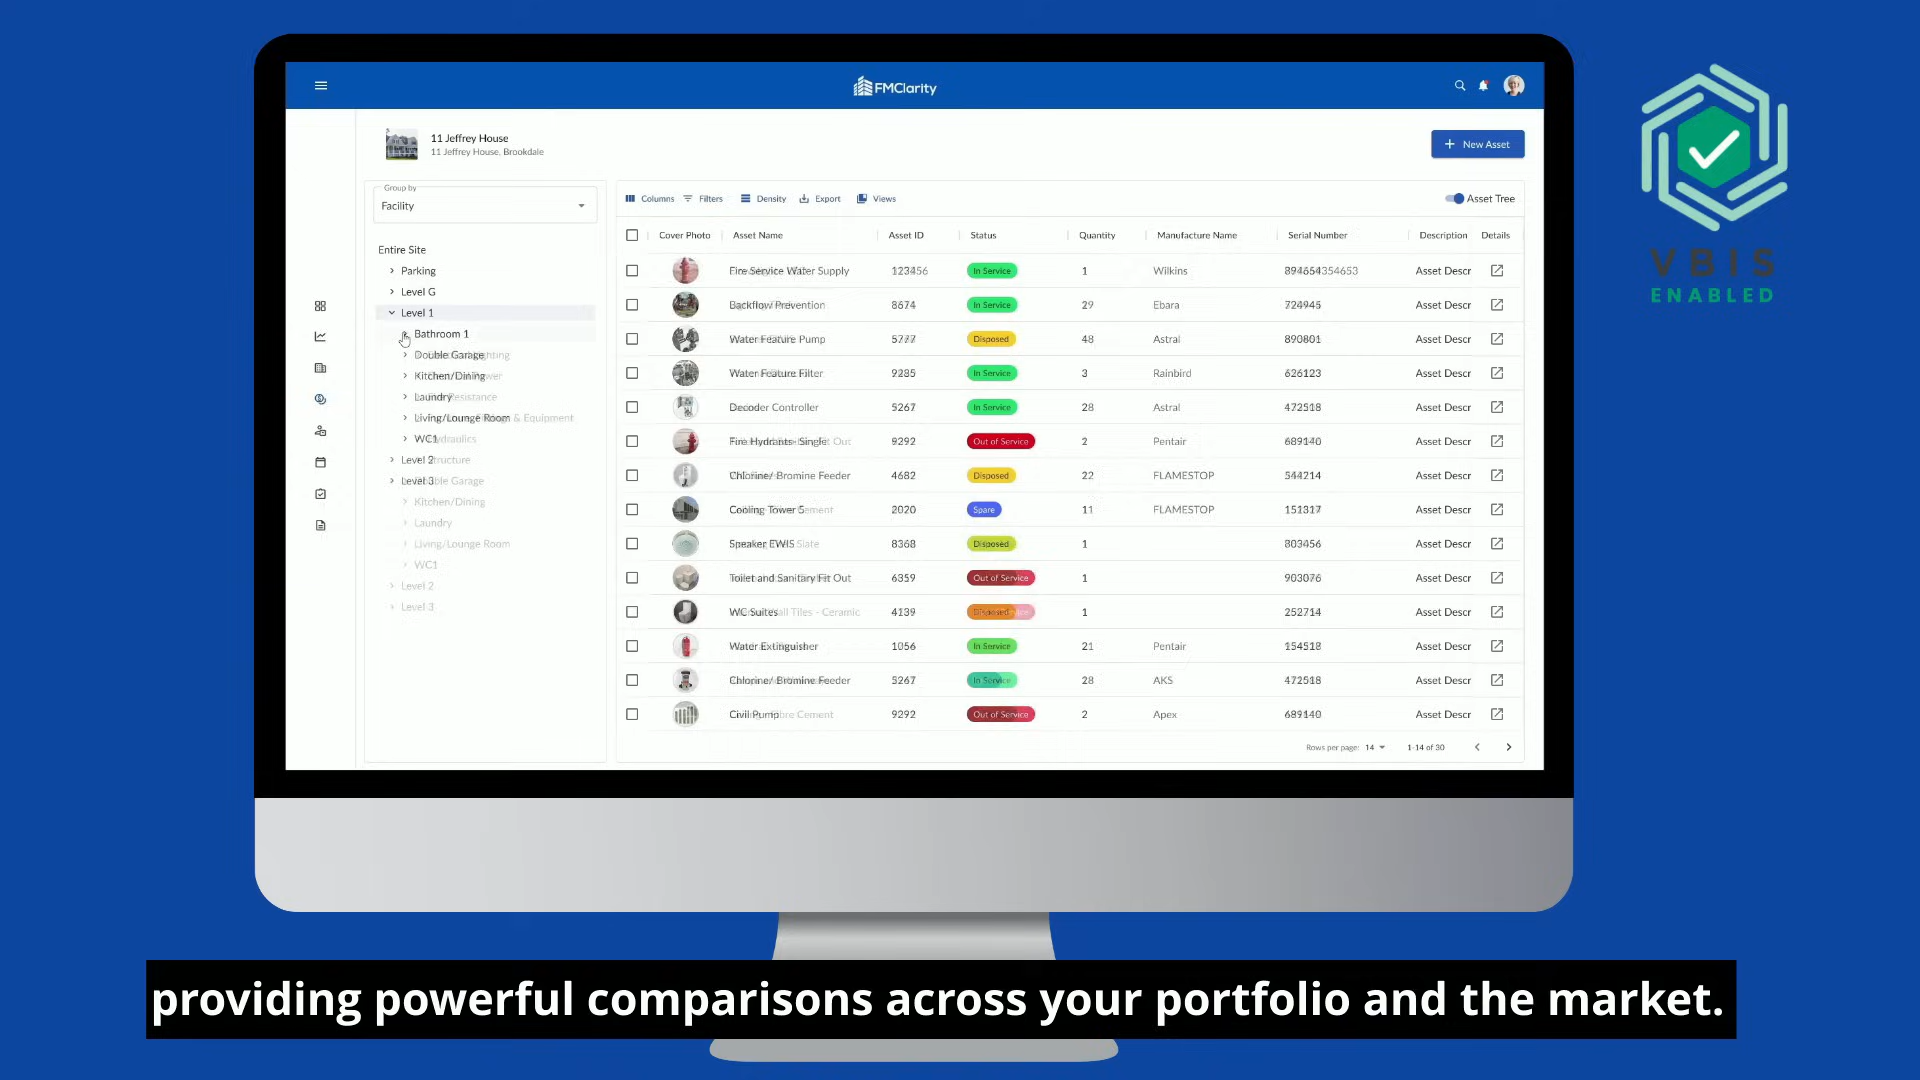 FMClarity
11 Jeffrey House
11 Jeffrey House, Brookdale
+ New Asset
VBIS
ENABLED
Group by
Facility
Columns Filters Density Export Views Asset Tree
Entire Site
Parking
Level G
Level 1
Bathroom 1
Double Garage
Kitchen/Dining
Laundry
Living/Lounge Room & Equipment
WC1
Level 2
Level 3
Kitchen/Dining
Laundry
Living/Lounge Room
WC1
Level 2
Level 3
Cover Photo Asset Name Asset ID Status Quantity Manufacture Name Serial Number Description Details
Fire Service Water Supply 123456 In Service 1 Wilkins 894654354653 Asset Descr
Backflow Prevention 8674 In Service 29 Ebara 724945 Asset Descr
Water Feature Pump 5777 Disposed 48 Astral 890801 Asset Descr
Water Feature Filter 9285 In Service 3 Rainbird 626123 Asset Descr
Decoder Controller 5267 In Service 28 Astral 472518 Asset Descr
Fire Hydrants- Single 9292 Out of Service 2 Pentair 689140 Asset Descr
Chlorine/ Bromine Feeder 4682 Disposed 22 FLAMESTOP 544214 Asset Descr
Cooling Tower 5 2020 Spare 11 FLAMESTOP 151317 Asset Descr
Speaker EWIS 8368 Disposed 1 803456 Asset Descr
Toilet and Sanitary Fit Out 6359 Out of Service 1 903076 Asset Descr
WC Suites 4139 Disposed 1 252714 Asset Descr
Water Extinguisher 1056 In Service 21 Pentair 154518 Asset Descr
Chlorine/ Bromine Feeder 5267 In Service 28 AKS 472518 Asset Descr
Civil Pump 9292 Out of Service 2 Apex 689140 Asset Descr
Rows per page: 14 1-14 of 30
providing powerful comparisons across your portfolio and the market.